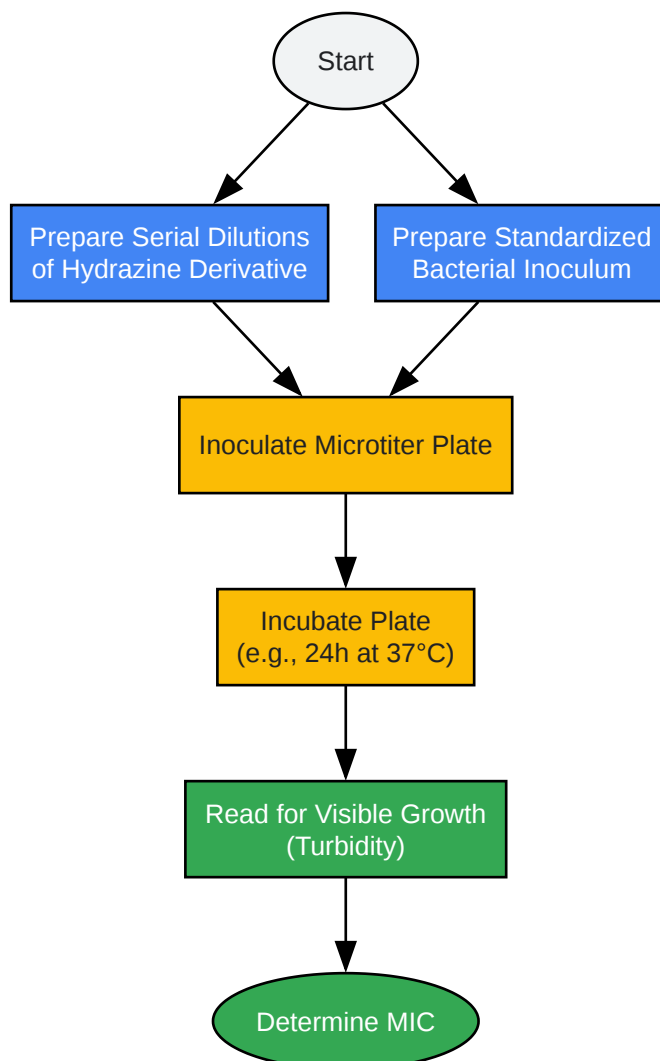 Start
Prepare Serial Dilutions
of Hydrazine Derivative
Prepare Standardized
Bacterial Inoculum
Inoculate Microtiter Plate
Incubate Plate
(e.g., 24h at 37°C)
Read for Visible Growth
(Turbidity)
Determine MIC